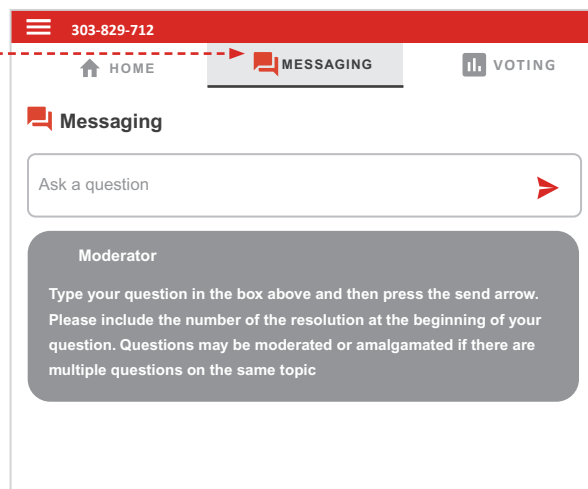 303-829-712
HOME
MESSAGING
VOTING
Messaging
Ask a question
Moderator
Type your question in the box above and then press the send arrow.
Please include the number of the resolution at the beginning of your
question. Questions may be moderated or amalgamated if there are
multiple questions on the same topic